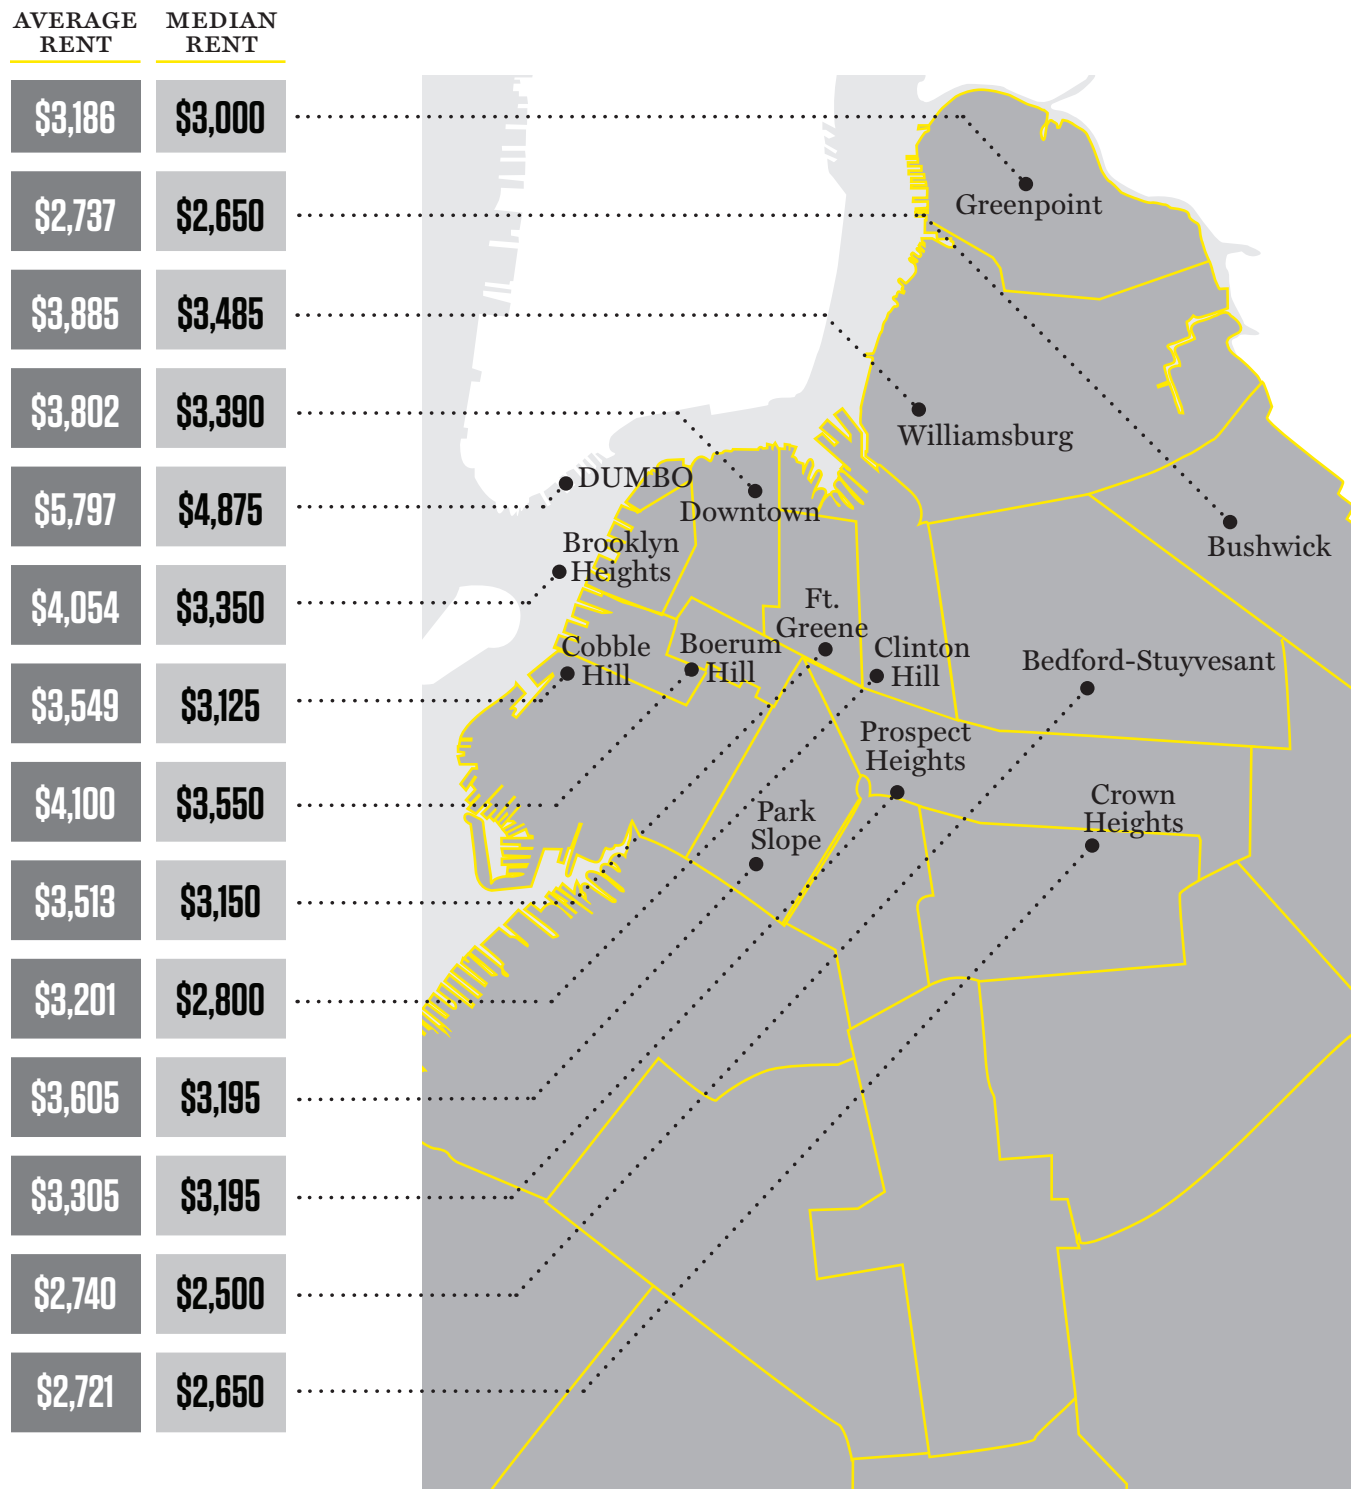 AVERAGE
RENT
MEDIAN
RENT
$3,186 $3,000
$2,737 $2,650
$3,885 $3,485
$3,802 $3,390
$5,797 $4,875
$4,054 $3,350
$3,549 $3,125
$4,100 $3,550
$3,513 $3,150
$3,201 $2,800
$3,605 $3,195
$3,305 $3,195
$2,740 $2,500
$2,721 $2,650
Greenpoint
Williamsburg
DUMBO
Downtown
Bushwick
Brooklyn
Heights
Ft.
Greene
Cobble
Hill
Boerum
Hill
Clinton
Hill
Bedford-Stuyvesant
Prospect
Heights
Park
Slope
Crown
Heights